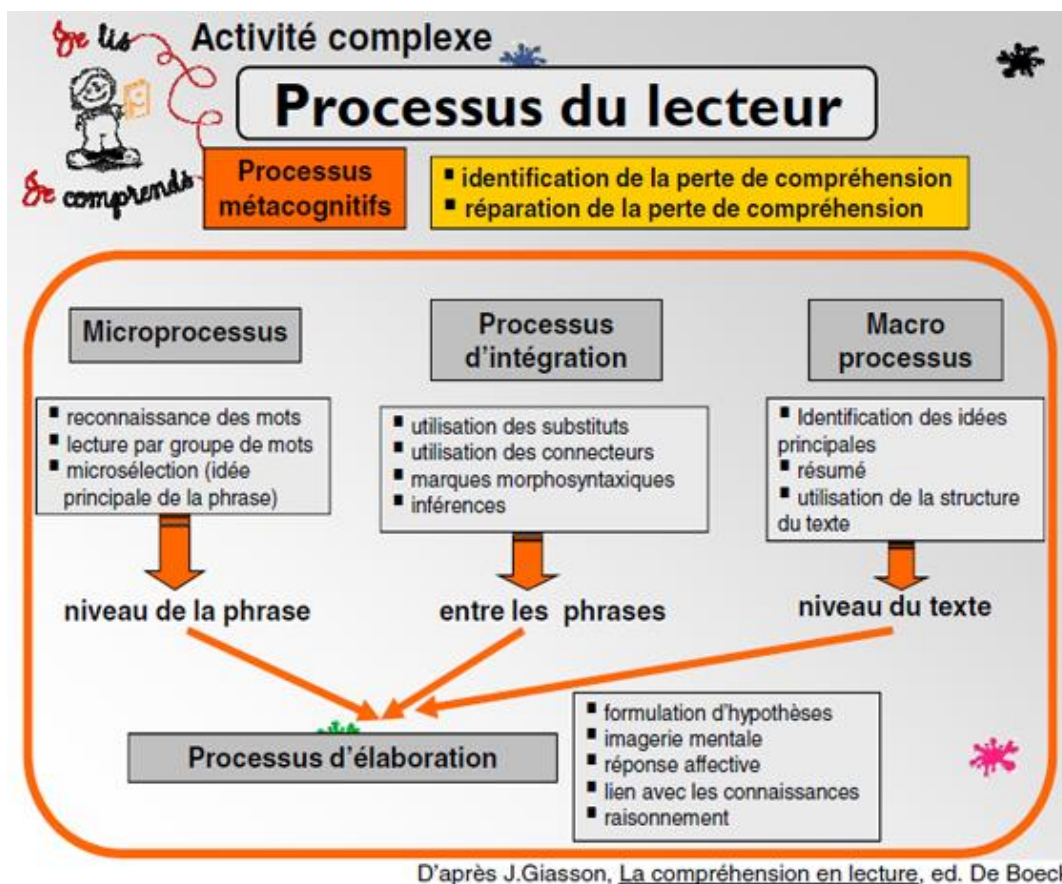 Je lis
Activité complexe
Processus du lecteur
Je comprends
Processus
métacognitifs
▪ identification de la perte de compréhension
▪ réparation de la perte de compréhension
Microprocessus
▪ reconnaissance des mots
▪ lecture par groupe de mots
▪ microsélection (idée
principale de la phrase)
niveau de la phrase
Processus
d'intégration
▪ utilisation des substituts
▪ utilisation des connecteurs
▪ marques morphosyntaxiques
▪ inférences
entre les phrases
Macro
processus
▪ Identification des idées
principales
▪ résumé
▪ utilisation de la structure
du texte
niveau du texte
Processus d'élaboration
▪ formulation d'hypothèses
▪ imagerie mentale
▪ réponse affective
▪ lien avec les connaissances
▪ raisonnement
D'après J.Giasson, La compréhension en lecture, ed. De Boeck